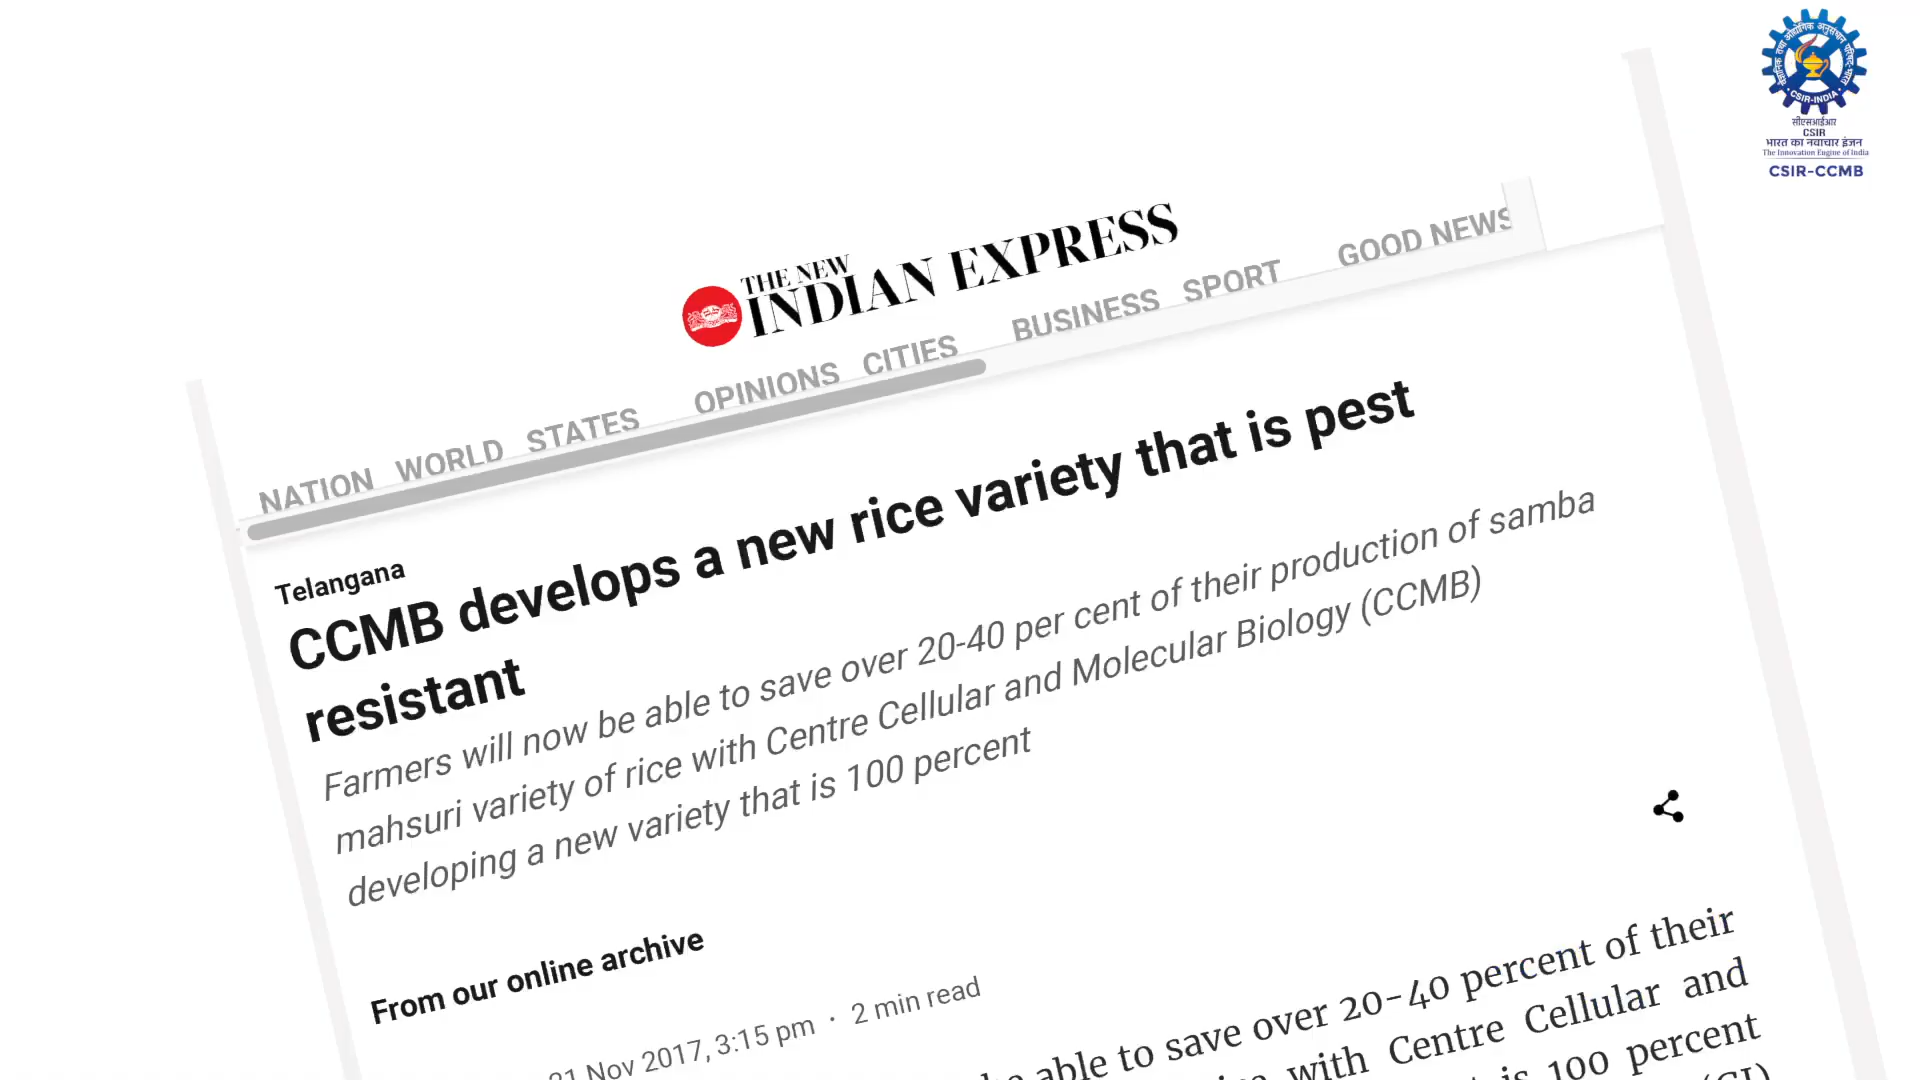 CSIR-INDIA
सीएसआईआर
CSIR
भारत का नवाचार इंजन
The Innovation Engine of India
CSIR-CCMB
THE NEW
INDIAN EXPRESS
NATION WORLD STATES OPINIONS CITIES BUSINESS SPORT GOOD NEWS
Telangana
CCMB develops a new rice variety that is pest
resistant
Farmers will now be able to save over 20-40 per cent of their production of samba
mahsuri variety of rice with Centre Cellular and Molecular Biology (CCMB)
developing a new variety that is 100 percent
From our online archive
21 Nov 2017, 3:15 pm · 2 min read
able to save over 20-40 percent of their
with Centre Cellular and
is 100 percent